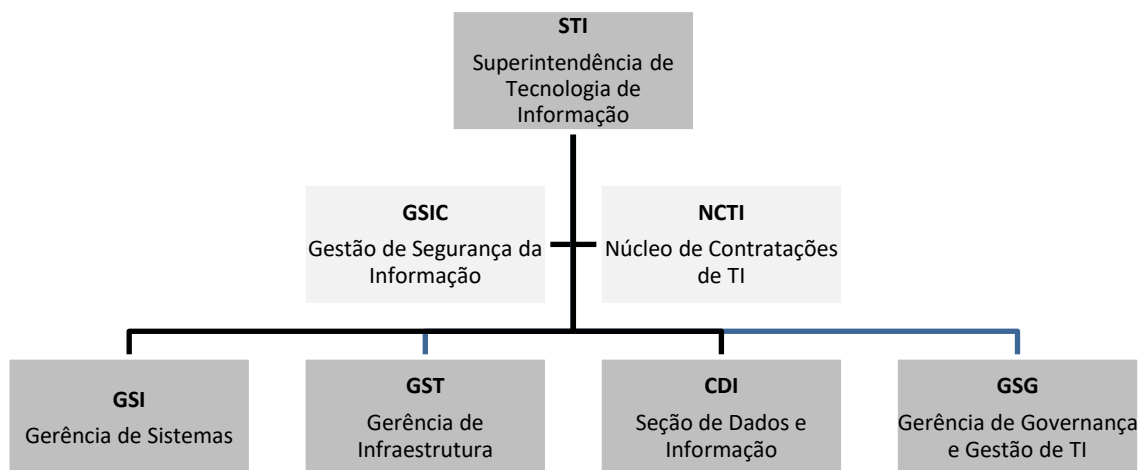 STI
Superintendência de
Tecnologia de
Informação
GSIC
Gestão de Segurança da
Informação
NCTI
Núcleo de Contratações
de TI
GSI
Gerência de Sistemas
GST
Gerência de
Infraestrutura
CDI
Seção de Dados e
Informação
GSG
Gerência de Governança
e Gestão de TI